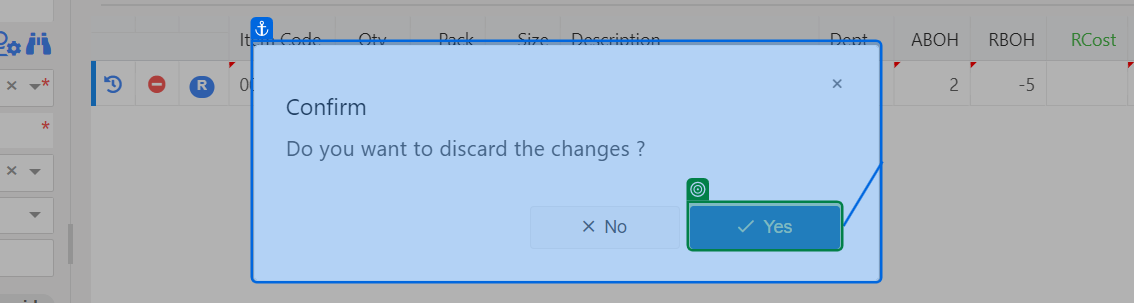 Item Code Qty Pack Size Description Dept ABOH RBOH RCost
R 2 -5
Confirm
Do you want to discard the changes ?
No Yes